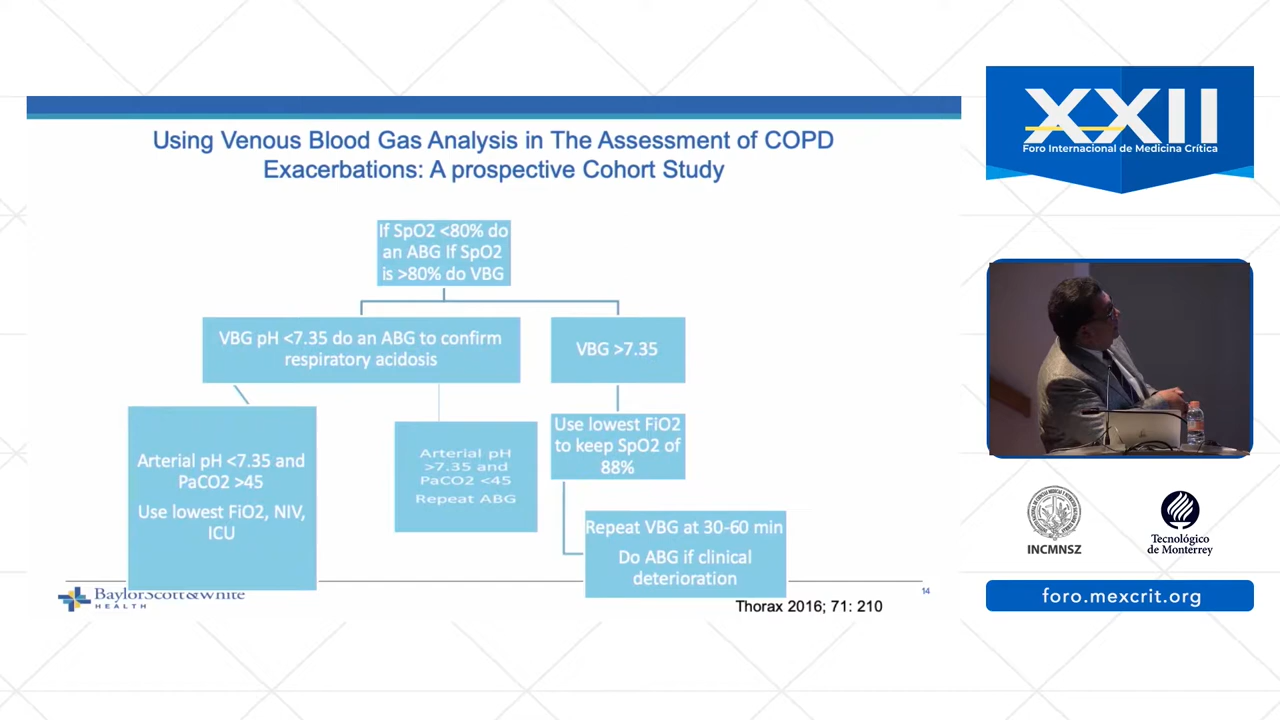 Using Venous Blood Gas Analysis in The Assessment of COPD
Exacerbations: A prospective Cohort Study
If SpO2 <80% do
an ABG If SpO2
is >80% do VBG
VBG pH <7.35 do an ABG to confirm
respiratory acidosis
VBG >7.35
Arterial pH <7.35 and
PaCO2 >45
Use lowest FiO2, NIV,
ICU
Arterial pH
>7.35 and
PaCO2 <45
Repeat ABG
Use lowest FiO2
to keep SpO2 of
88%
Repeat VBG at 30-60 min
Do ABG if clinical
deterioration
BaylorScott&White
HEALTH
14
Thorax 2016; 71: 210
XXII
Foro Internacional de Medicina Crítica
INCMNSZ
Tecnológico
de Monterrey
foro.mexcrit.org